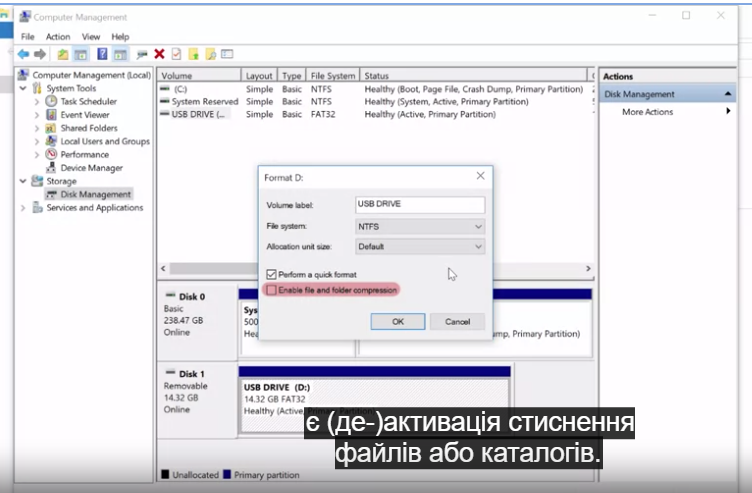 Computer Management
File Action View Help
Computer Management (Local)
System Tools
Task Scheduler
Event Viewer
Shared Folders
Local Users and Groups
Performance
Device Manager
Storage
Disk Management
Services and Applications
Volume Layout Type File System Status
(C:) Simple Basic NTFS Healthy (Boot, Page File, Crash Dump, Primary Partition)
System Reserved Simple Basic NTFS Healthy (System, Active, Primary Partition)
USB DRIVE (... Simple Basic FAT32 Healthy (Active, Primary Partition)
Actions
Disk Management
More Actions
Format D:
Volume label: USB DRIVE
File system: NTFS
Allocation unit size: Default
Perform a quick format
Enable file and folder compression
OK Cancel
Disk 0
Basic
238.47 GB
Online
Sys
500
Hea
mp, Primary Partition)
Disk 1
Removable
14.32 GB
Online
USB DRIVE (D:)
14.32 GB FAT32
Healthy (Active, Primary Partition)
Unallocated Primary partition
є (де-)активація стиснення
файлів або каталогів.